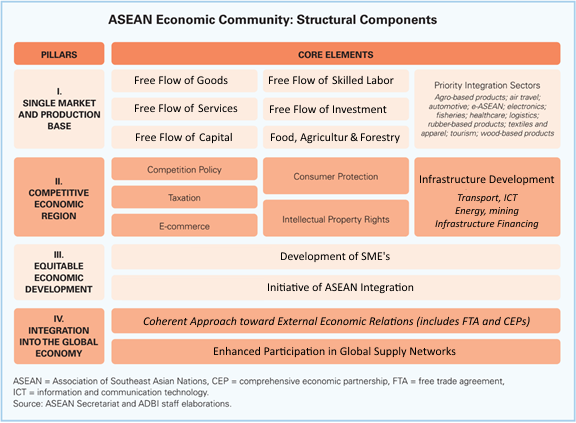 ASEAN Economic Community: Structural Components
PILLARS
CORE ELEMENTS
I.
SINGLE MARKET
AND PRODUCTION
BASE
Free Flow of Goods
Free Flow of Skilled Labor
Free Flow of Services
Free Flow of Investment
Free Flow of Capital
Food, Agricultur & Forestry
Priority Integration Sectors
Agro-based products; air travel;
automotive; e-ASEAN; electronics;
fisheries; healthcare; logistics;
rubber-based products; textiles and
apparel; tourism; wood-based products
II.
COMPETITIVE
ECONOMIC
REGION
Competition Policy
Taxation
E-commerce
Consumer Protection
Intellectual Property Rights
Infrastructure Development
Transport, ICT
Energy, mining
Infrastructure Financing
III.
EQUITABLE
ECONOMIC
DEVELOPMENT
Development of SME's
Initiative of ASEAN Integration
IV.
INTEGRATION
INTO THE GLOBAL
ECONOMY
Coherent Approach toward External Economic Relations (includes FTA and CEPs)
Enhanced Participation in Global Supply Networks
ASEAN = Association of Southeast Asian Nations, CEP = comprehensive economic partnership, FTA = free trade agreement,
ICT = information and communication technology.
Source: ASEAN Secretariat and ADBI staff elaborations.